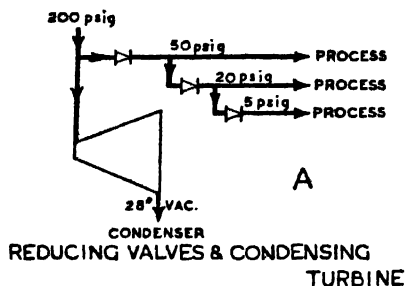 200 psig
50 psig
PROCESS
20 psig
PROCESS
5 psig
PROCESS
A
28" VAC.
CONDENSER
REDUCING VALVES & CONDENSING
TURBINE